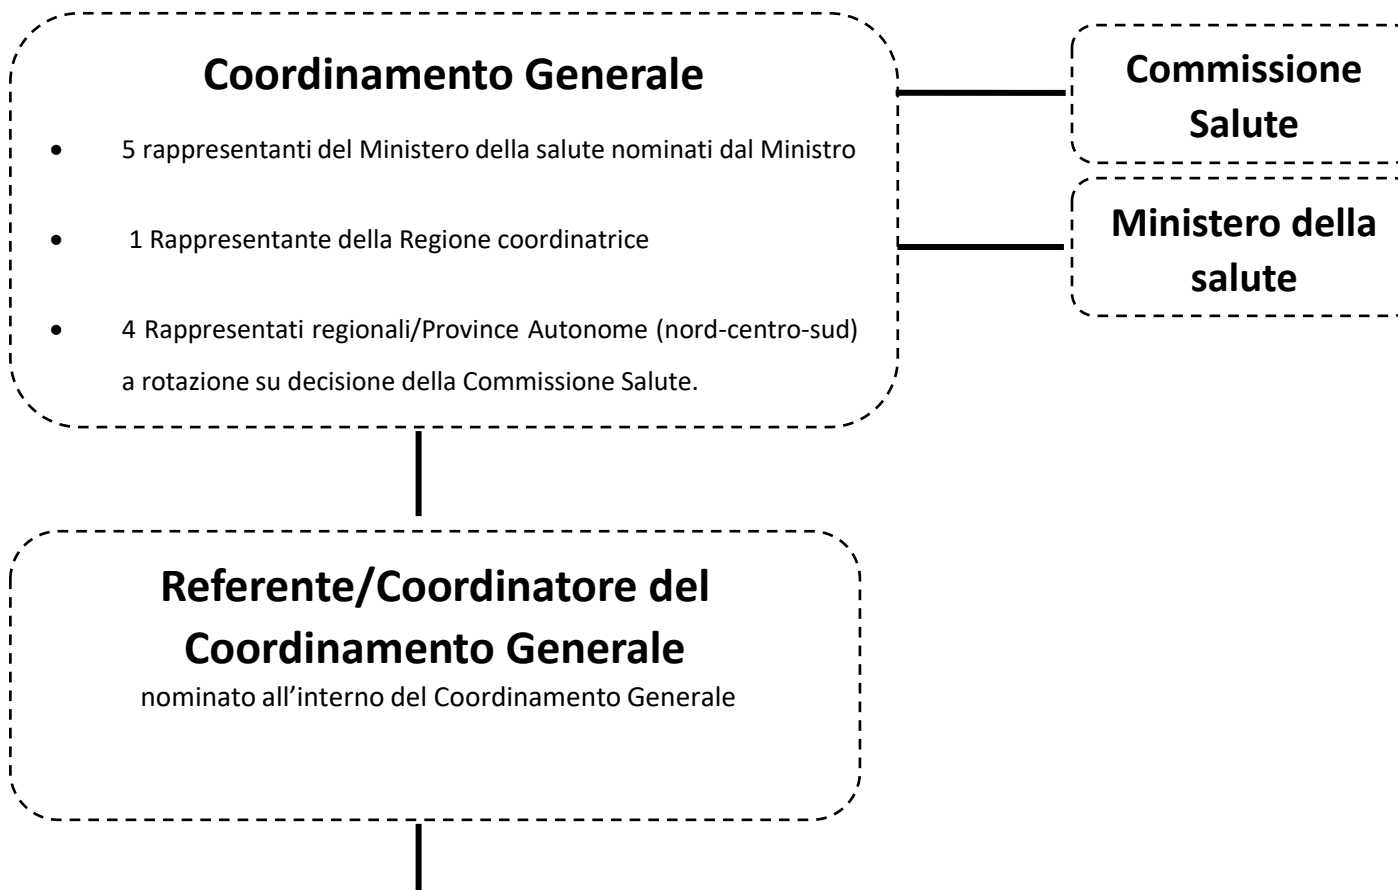 Coordinamento Generale
• 5 rappresentanti del Ministero della salute nominati dal Ministro
• 1 Rappresentante della Regione coordinatrice
• 4 Rappresentati regionali/Province Autonome (nord-centro-sud)
a rotazione su decisione della Commissione Salute.
Commissione
Salute
Ministero della
salute
Referente/Coordinatore del
Coordinamento Generale
nominato all’interno del Coordinamento Generale